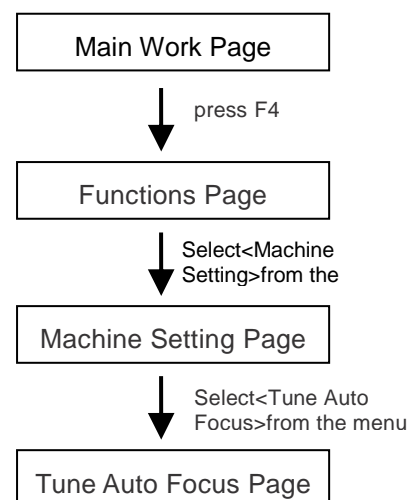 Main Work Page
press F4
Functions Page
Select<Machine
Setting>from the
Machine Setting Page
Select<Tune Auto
Focus>from the menu
Tune Auto Focus Page